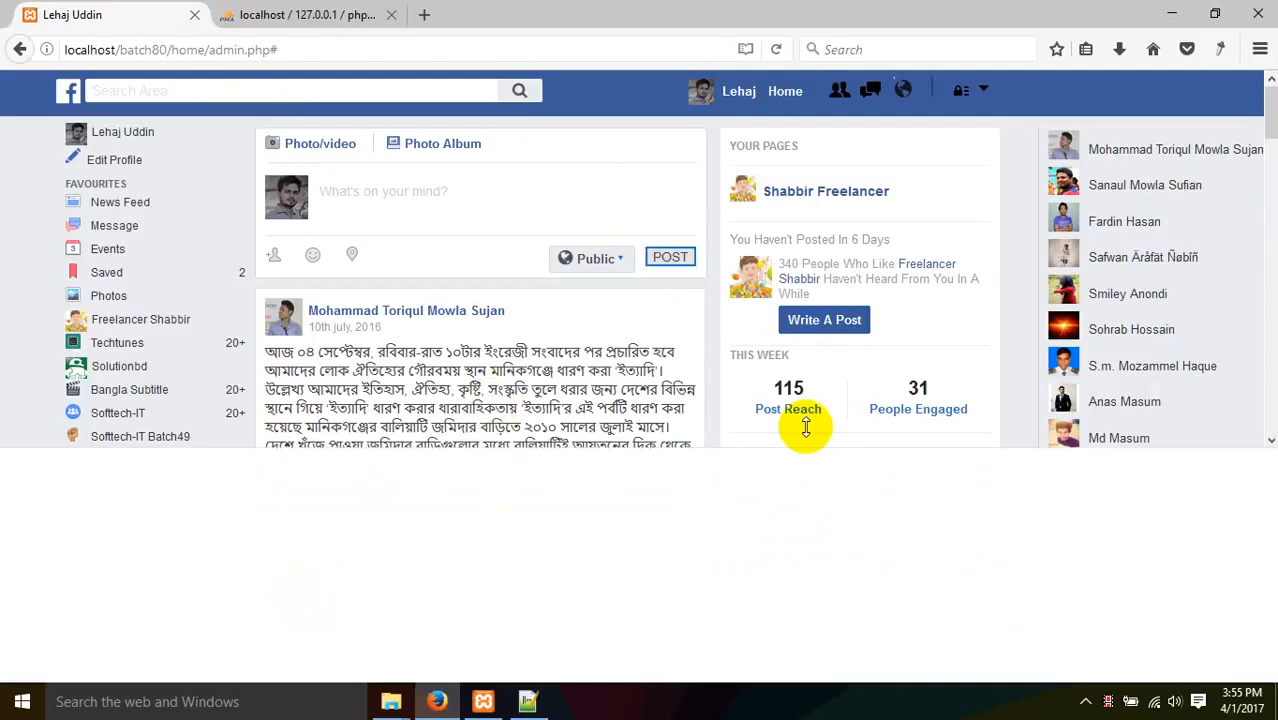 Lehaj Uddin
localhost / 127.0.0.1 / php...
localhost/batch80/home/admin.php#
Search
Search Area
Lehaj Home
Lehaj Uddin
Edit Profile
FAVOURITES
News Feed
Message
Events
Saved 2
Photos
Freelancer Shabbir
Techtunes 20+
Solutionbd
Bangla Subtitle 20+
Softtech-IT 20+
Softtech-IT Batch49
Photo/video Photo Album
What's on your mind?
Public POST
Mohammad Toriqul Mowla Sujan
10th july, 2016
আজ ০৪ সেপ্টেম্বর, রবিবার-রাত ১০টার ইংরেজী সংবাদের পর প্রচারিত হবে
আমাদের লোক ঐতিহ্যের গৌরবময় স্থান মানিকগঞ্জে ধারণ করা 'ইত্যাদি'।
উল্লেখ্য আমাদের ইতিহাস, ঐতিহ্য, কৃষ্টি, সংস্কৃতি তুলে ধরার জন্য দেশের বিভিন্ন
স্থানে গিয়ে 'ইত্যাদি' ধারণ করার ধারাবাহিকতায় 'ইত্যাদি'র এই পর্বটি ধারণ করা
হয়েছে মানিকগঞ্জের বালিয়াটি জমিদার বাড়িতে ২০১০ সালের জুলাই মাসে।
দেশে খুঁজে পাওয়া জমিদার বাড়িগুলোর মধ্যে বালিয়াটিই আয়তনের দিক থেকে
YOUR PAGES
Shabbir Freelancer
You Haven't Posted In 6 Days
340 People Who Like Freelancer
Shabbir Haven't Heard From You In A
While
Write A Post
THIS WEEK
115 31
Post Reach People Engaged
Mohammad Toriqul Mowla Sujan
Sanaul Mowla Sufian
Fardin Hasan
Safwan Äräfät Ñøbîñ
Smiley Anondi
Sohrab Hossain
S.m. Mozammel Haque
Anas Masum
Md Masum
Search the web and Windows
3:55 PM
4/1/2017